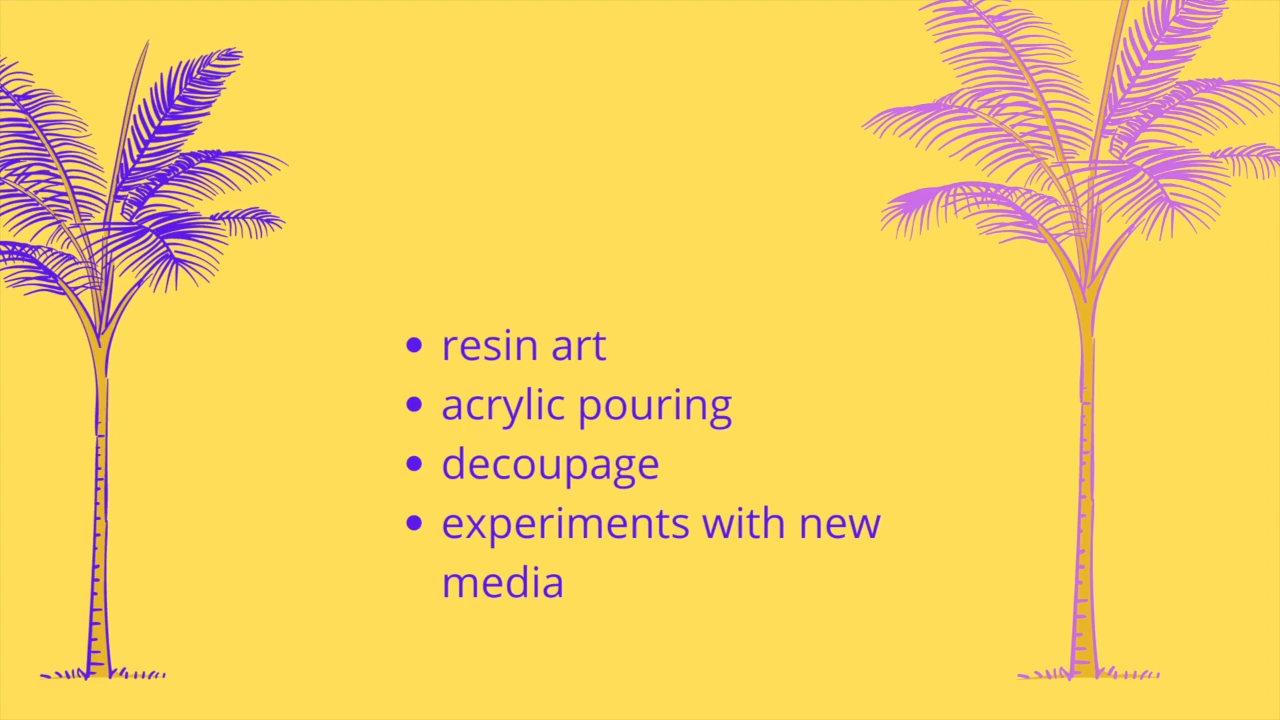 • resin art
• acrylic pouring
• decoupage
• experiments with new
media